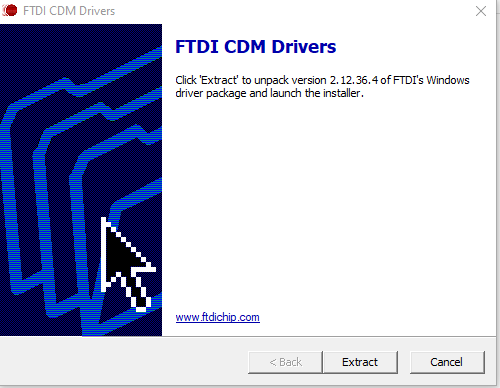 FTDI CDM Drivers
FTDI CDM Drivers
Click 'Extract' to unpack version 2.12.36.4 of FTDI's Windows
driver package and launch the installer.
www.ftdichip.com
< Back
Extract
Cancel